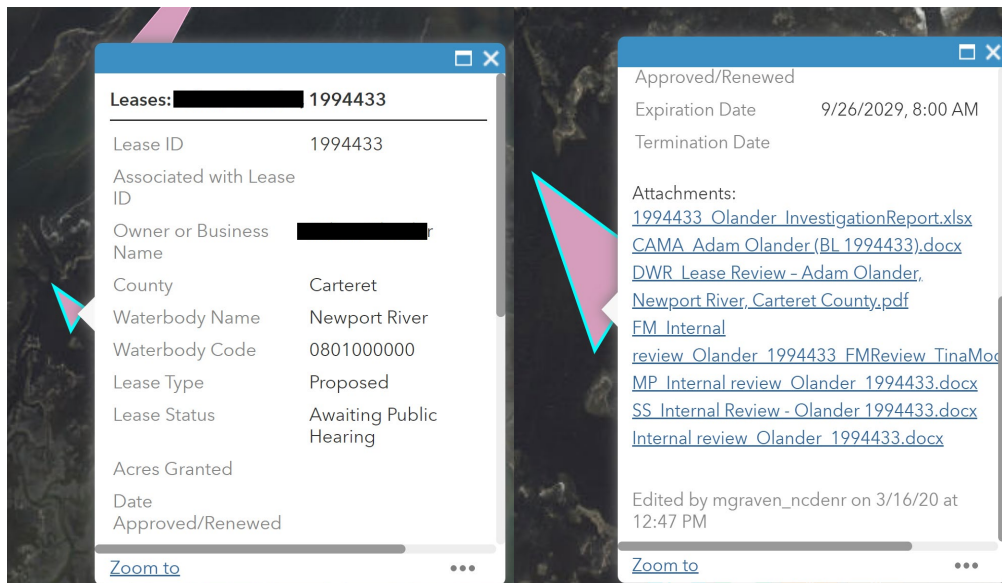 Leases: 1994433
Lease ID 1994433
Associated with Lease
ID
Owner or Business r
Name
County Carteret
Waterbody Name Newport River
Waterbody Code 0801000000
Lease Type Proposed
Lease Status Awaiting Public
Hearing
Acres Granted
Date
Approved/Renewed
Zoom to
Approved/Renewed
Expiration Date 9/26/2029, 8:00 AM
Termination Date
Attachments:
1994433_Olander_InvestigationReport.xlsx
CAMA_Adam Olander (BL 1994433).docx
DWR_Lease Review – Adam Olander,
Newport River, Carteret County.pdf
FM_Internal
review_Olander_1994433_FMReview_TinaMoo
MP_Internal review_Olander_1994433.docx
SS_Internal Review - Olander 1994433.docx
Internal review_Olander_1994433.docx
Edited by mgraven_ncdenr on 3/16/20 at
12:47 PM
Zoom to